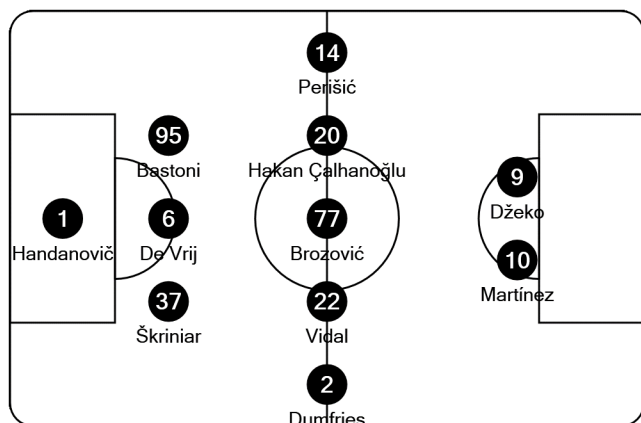 14
Perišić
95
Bastoni
20
Hakan Çalhanoğlu
9
Džeko
1
Handanovič
6
De Vrij
77
Brozović
10
Martínez
37
Škriniar
22
Vidal
2
Dumfries